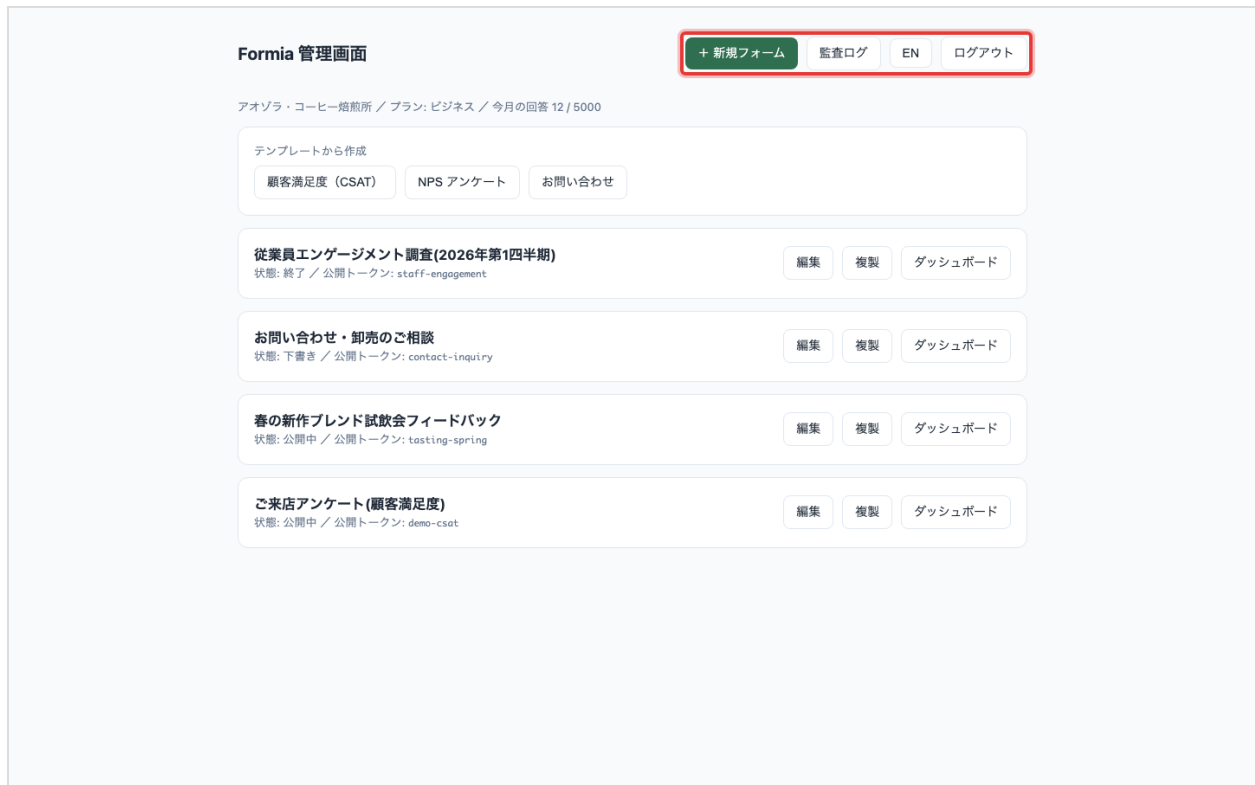 Formia 管理画面
+ 新規フォーム 監査ログ EN ログアウト
アオゾラ・コーヒー焙煎所 ／ プラン: ビジネス ／ 今月の回答 12 / 5000
テンプレートから作成
顧客満足度（CSAT） NPS アンケート お問い合わせ
従業員エンゲージメント調査(2026年第1四半期)
状態: 終了 ／ 公開トークン: staff-engagement
編集 複製 ダッシュボード
お問い合わせ・卸売のご相談
状態: 下書き ／ 公開トークン: contact-inquiry
編集 複製 ダッシュボード
春の新作ブレンド試飲会フィードバック
状態: 公開中 ／ 公開トークン: tasting-spring
編集 複製 ダッシュボード
ご来店アンケート(顧客満足度)
状態: 公開中 ／ 公開トークン: demo-csat
編集 複製 ダッシュボード